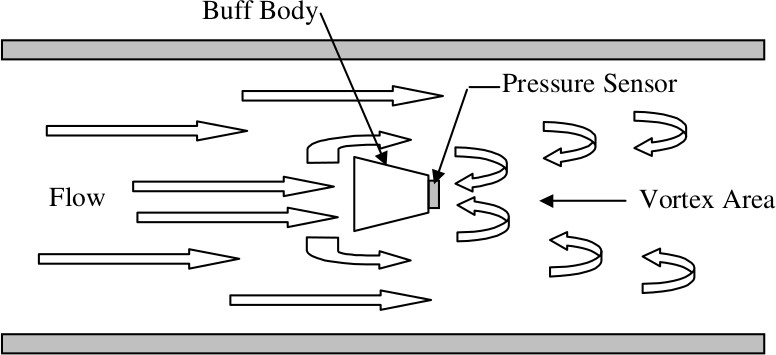 Buff Body
Pressure Sensor
Flow
Vortex Area